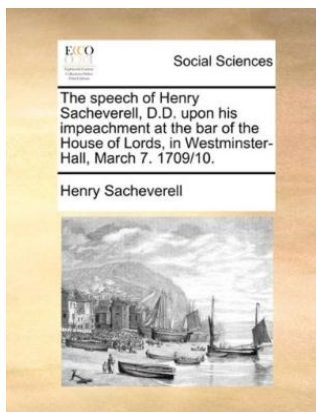 ECCO
Social Sciences
The speech of Henry
Sacheverell, D.D. upon his
impeachment at the bar of the
House of Lords, in Westminster-
Hall, March 7. 1709/10.
Henry Sacheverell